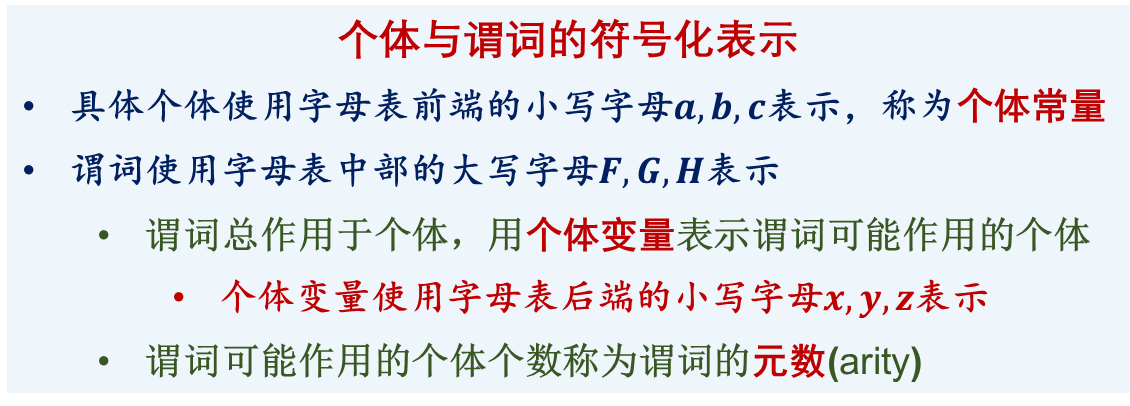 个体与谓词的符号化表示
• 具体个体使用字母表前端的小写字母a, b, c表示，称为个体常量
• 谓词使用字母表中部的大写字母F, G, H表示
• 谓词总作用于个体，用个体变量表示谓词可能作用的个体
• 个体变量使用字母表后端的小写字母x, y, z表示
• 谓词可能作用的个体个数称为谓词的元数(arity)